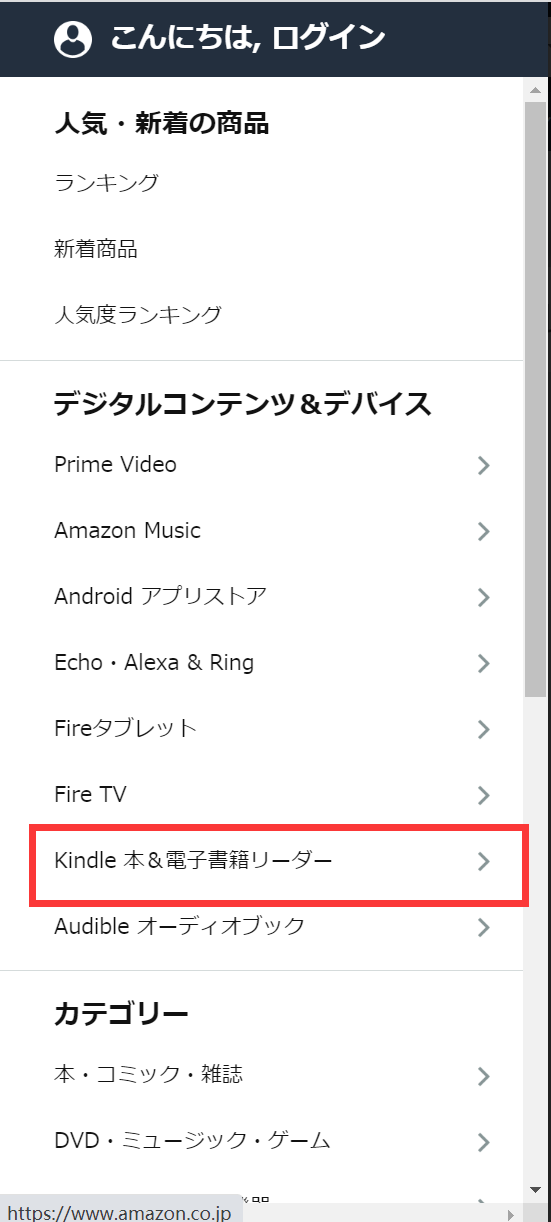 こんにちは, ログイン
人気・新着の商品
ランキング
新着商品
人気度ランキング
デジタルコンテンツ＆デバイス
Prime Video
Amazon Music
Android アプリストア
Echo・Alexa & Ring
Fireタブレット
Fire TV
Kindle 本＆電子書籍リーダー
Audible オーディオブック
カテゴリー
本・コミック・雑誌
DVD・ミュージック・ゲーム
https://www.amazon.co.jp